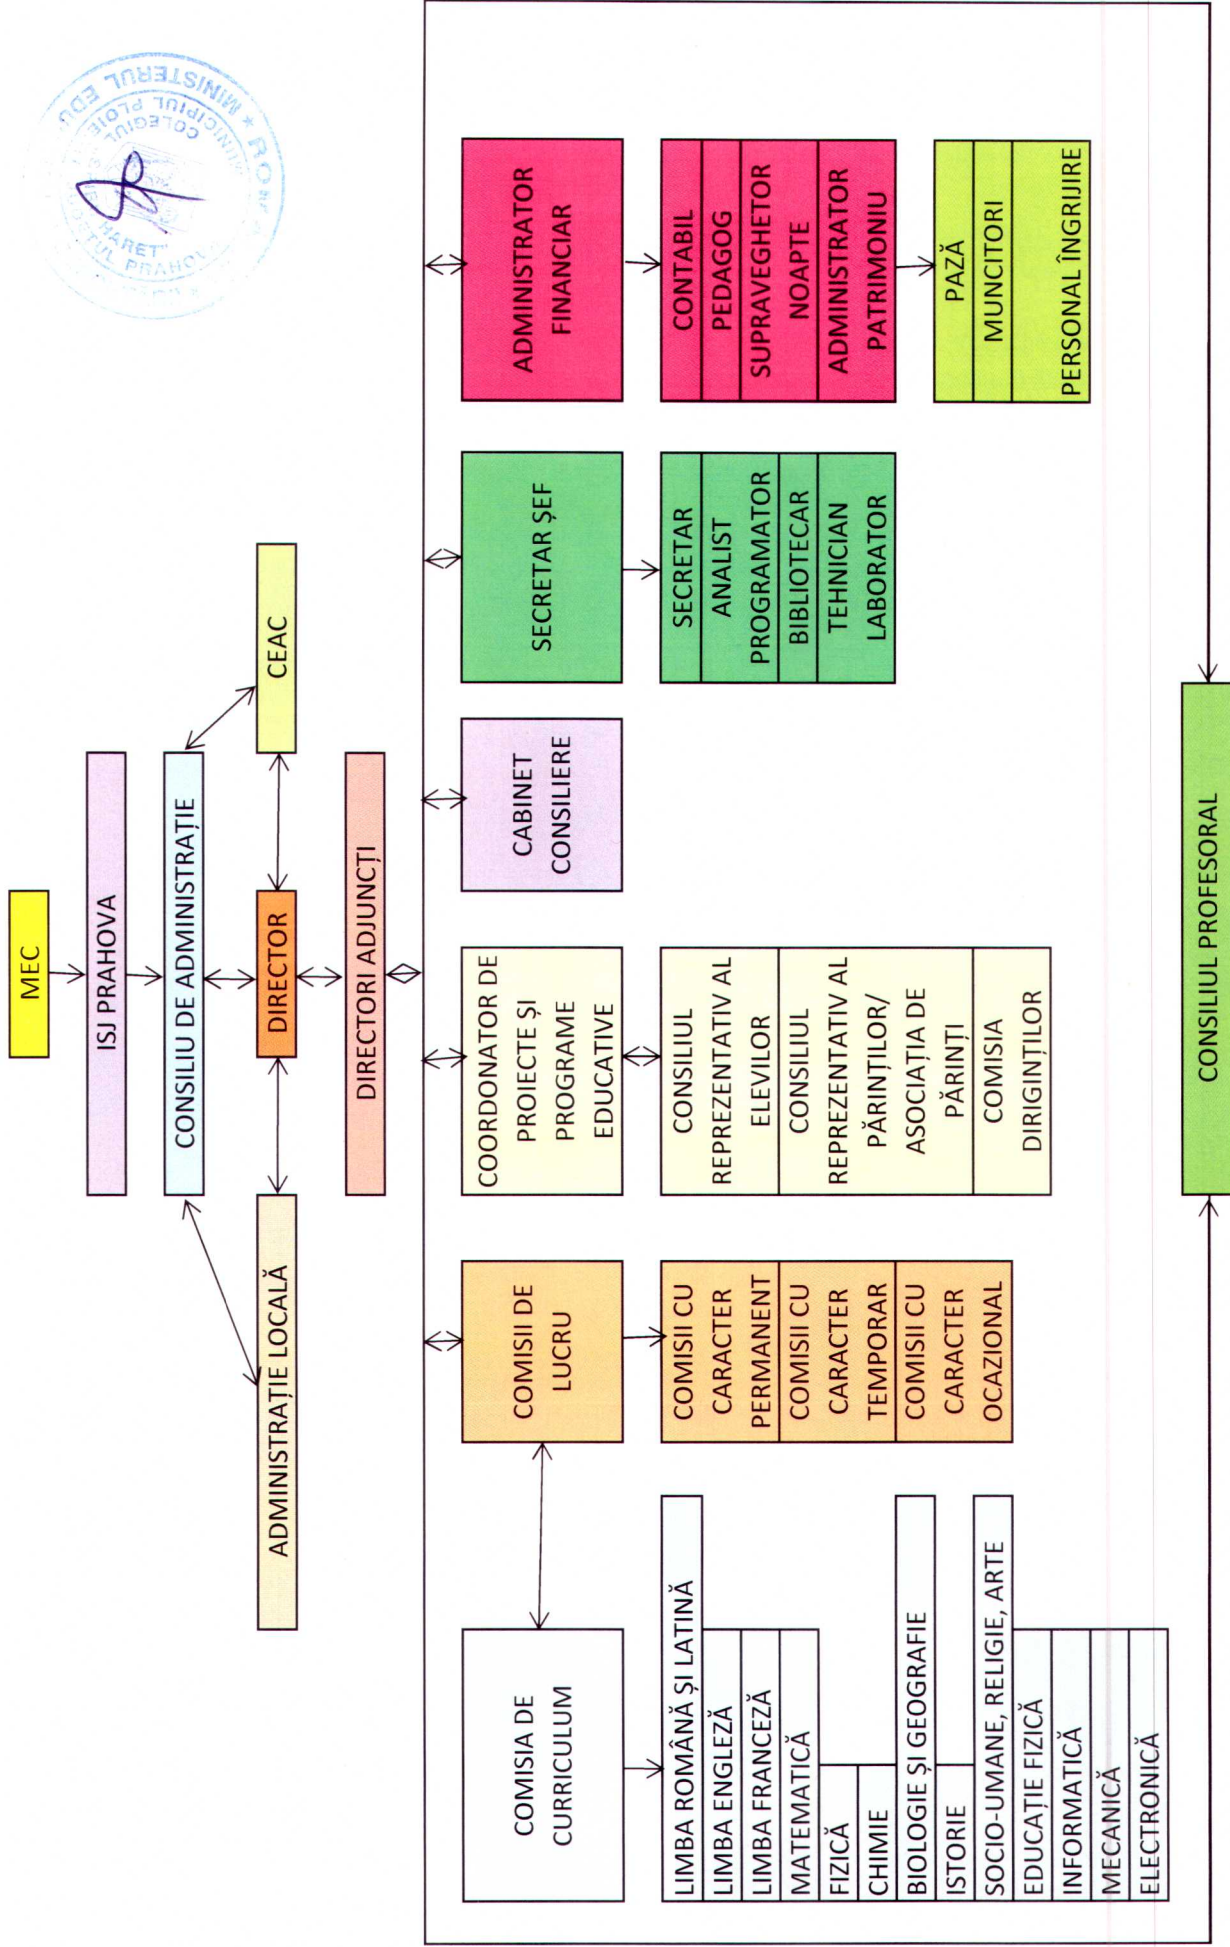 MEC
ISJ PRAHOVA
CONSILIU DE ADMINISTRAȚIE
ADMINISTRAȚIE LOCALĂ
DIRECTOR
CEAC
DIRECTORI ADJUNCȚI
COMISIA DE
CURRICULUM
COMISII DE
LUCRU
COORDONATOR DE
PROIECTE ȘI
PROGRAME
EDUCATIVE
CABINET
CONSILIERE
SECRETAR ȘEF
ADMINISTRATOR
FINANCIAR
LIMBA ROMÂNĂ ȘI LATINĂ
LIMBA ENGLEZĂ
LIMBA FRANCEZĂ
MATEMATICĂ
FIZICĂ
CHIMIE
BIOLOGIE ȘI GEOGRAFIE
ISTORIE
SOCIO-UMANE, RELIGIE, ARTE
EDUCAȚIE FIZICĂ
INFORMATICĂ
MECANICĂ
ELECTRONICĂ
COMISII CU
CARACTER
PERMANENT
COMISII CU
CARACTER
TEMPORAR
COMISII CU
CARACTER
OCAZIONAL
CONSILIUL
REPREZENTATIV AL
ELEVILOR
CONSILIUL
REPREZENTATIV AL
PĂRINȚILOR/
ASOCIAȚIA DE
PĂRINȚI
COMISIA
DIRIGINȚILOR
SECRETAR
ANALIST
PROGRAMATOR
BIBLIOTECAR
TEHNICIAN
LABORATOR
CONTABIL
PEDAGOG
SUPRAVEGHETOR
NOAPTE
ADMINISTRATOR
PATRIMONIU
PAZĂ
MUNCITORI
PERSONAL ÎNGRIJIRE
CONSILIUL PROFESORAL
MINISTERUL
COLEGIUL
HARET"